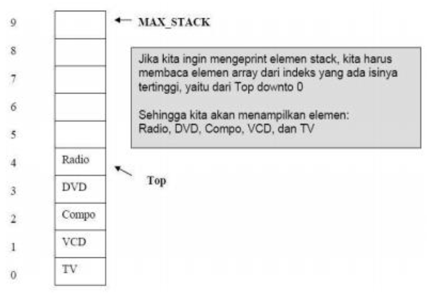 9 MAX_STACK
8
7
6
5
4 Radio
3 DVD
2 Compo
1 VCD
0 TV
Top
Jika kita ingin mengeprint elemen stack, kita harus
membaca elemen array dari indeks yang ada isinya
tertinggi, yaitu dari Top downto 0
Sehingga kita akan menampilkan elemen:
Radio, DVD, Compo, VCD, dan TV